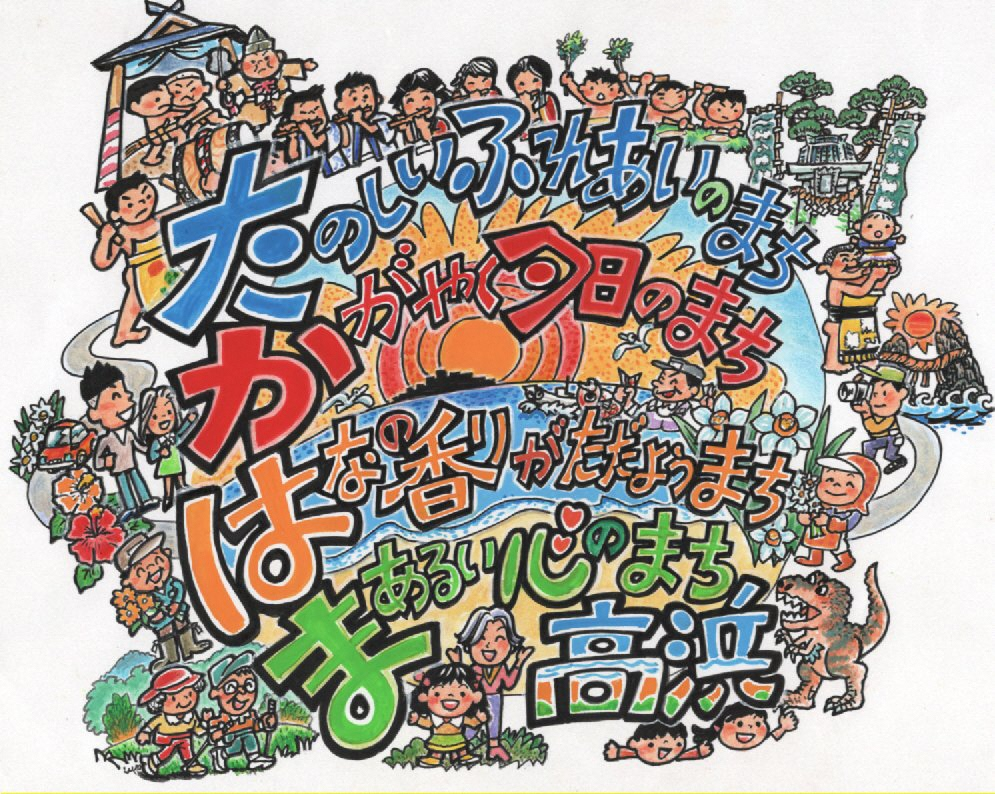 たのしいふれあいのまち
かがやく今日のまち
はなの香りがただようまち
まあるい心のまち
高浜